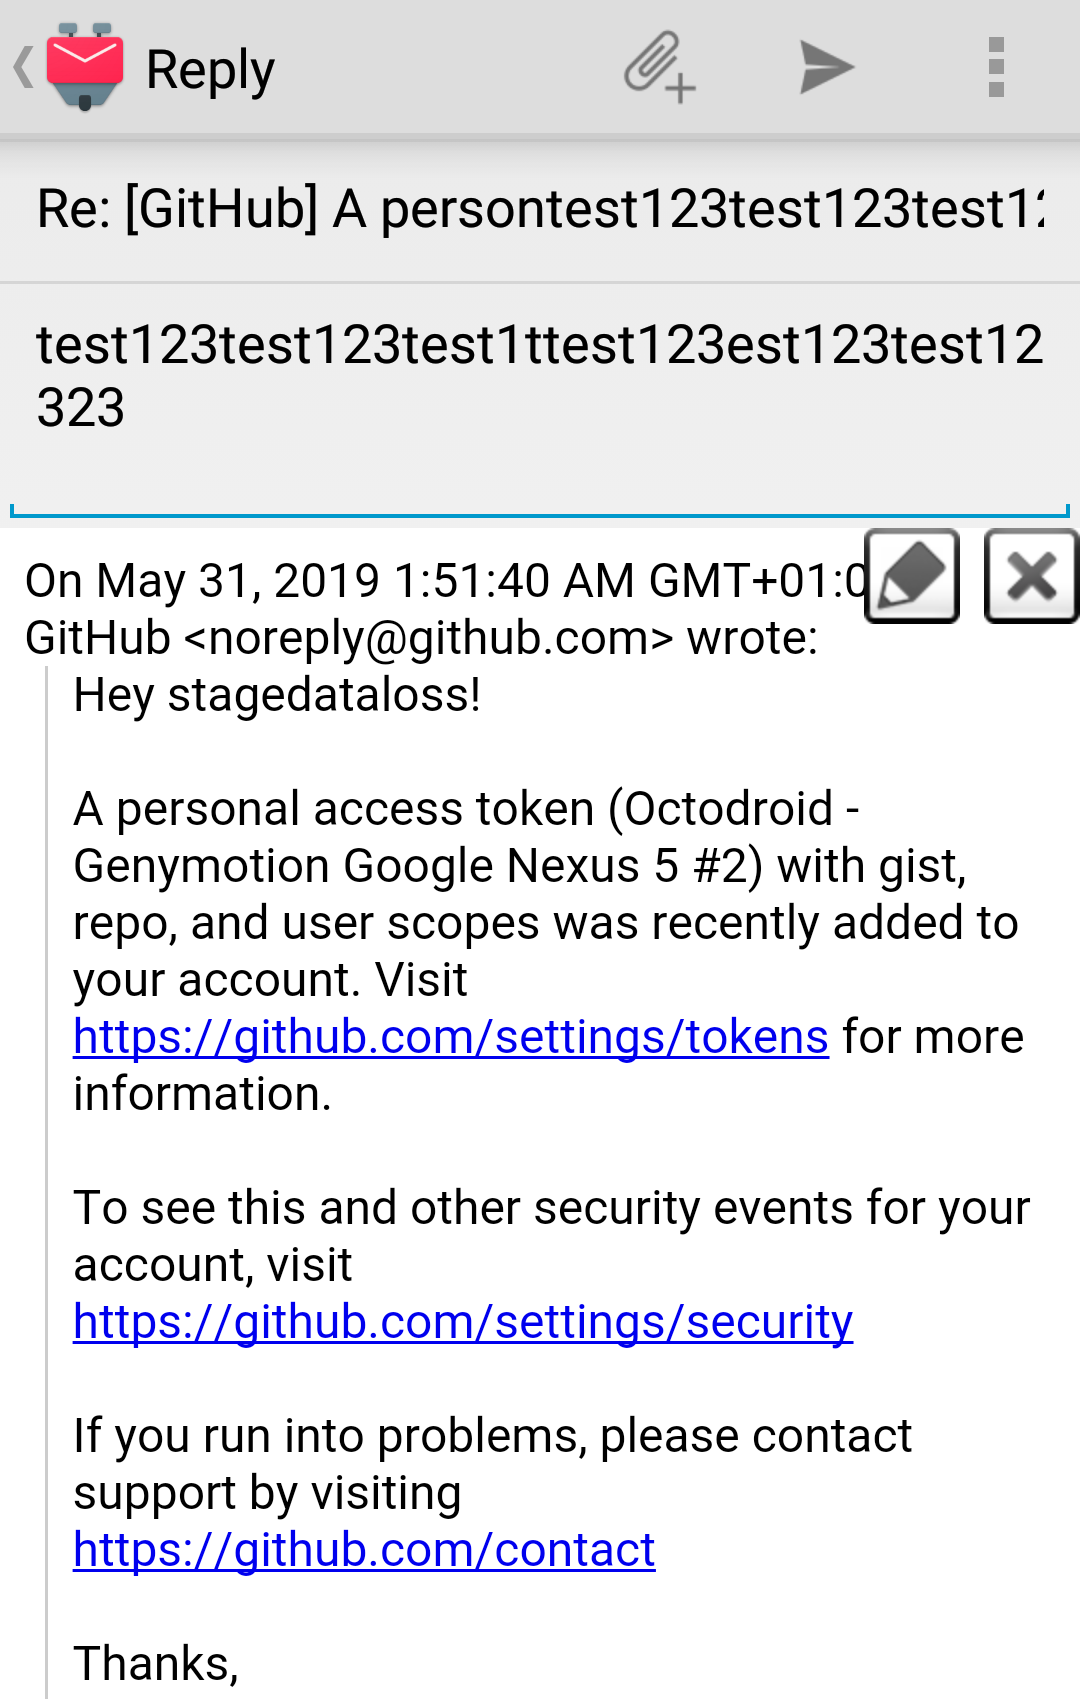 Reply
Re: [GitHub] A persontest123test123test12
test123test123test1ttest123est123test12
323
On May 31, 2019 1:51:40 AM GMT+01:0
GitHub <noreply@github.com> wrote:
Hey stagedataloss!
A personal access token (Octodroid -
Genymotion Google Nexus 5 #2) with gist,
repo, and user scopes was recently added to
your account. Visit
https://github.com/settings/tokens for more
information.
To see this and other security events for your
account, visit
https://github.com/settings/security
If you run into problems, please contact
support by visiting
https://github.com/contact
Thanks,